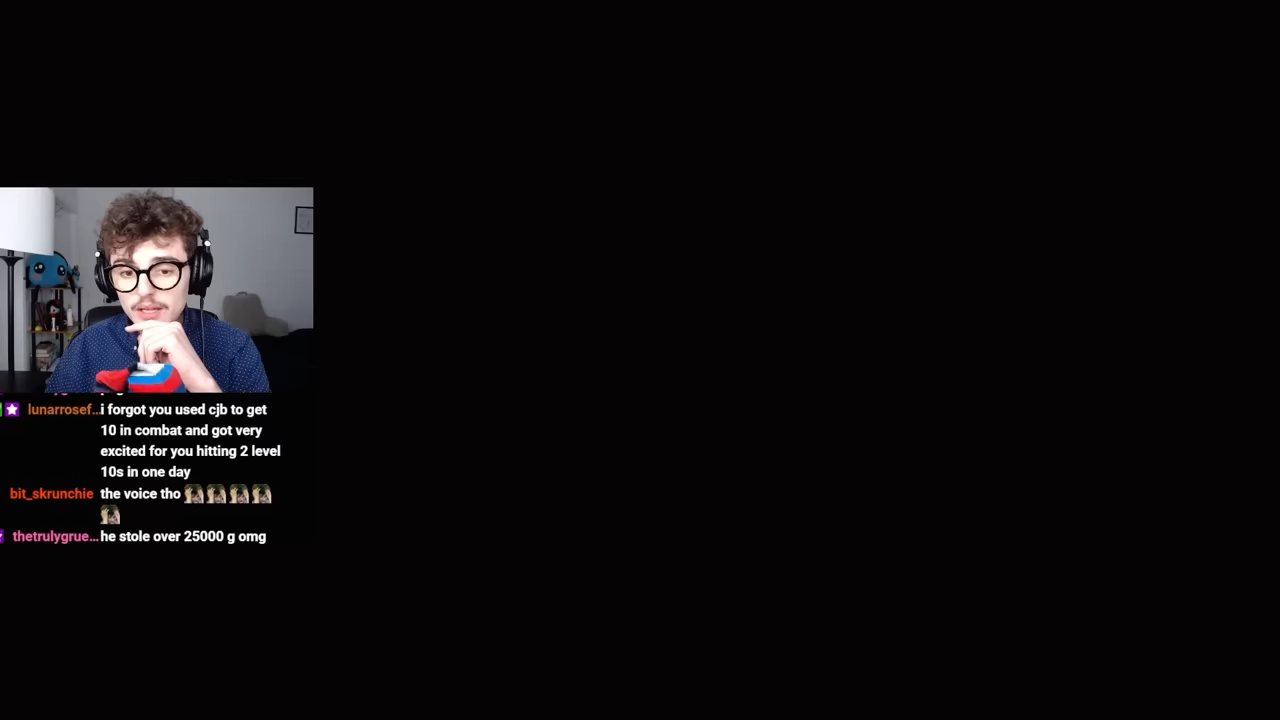 lunarrosef... i forgot you used cjb to get
10 in combat and got very
excited for you hitting 2 level
10s in one day
bit_skrunchie the voice tho
thetrulygrue... he stole over 25000 g omg